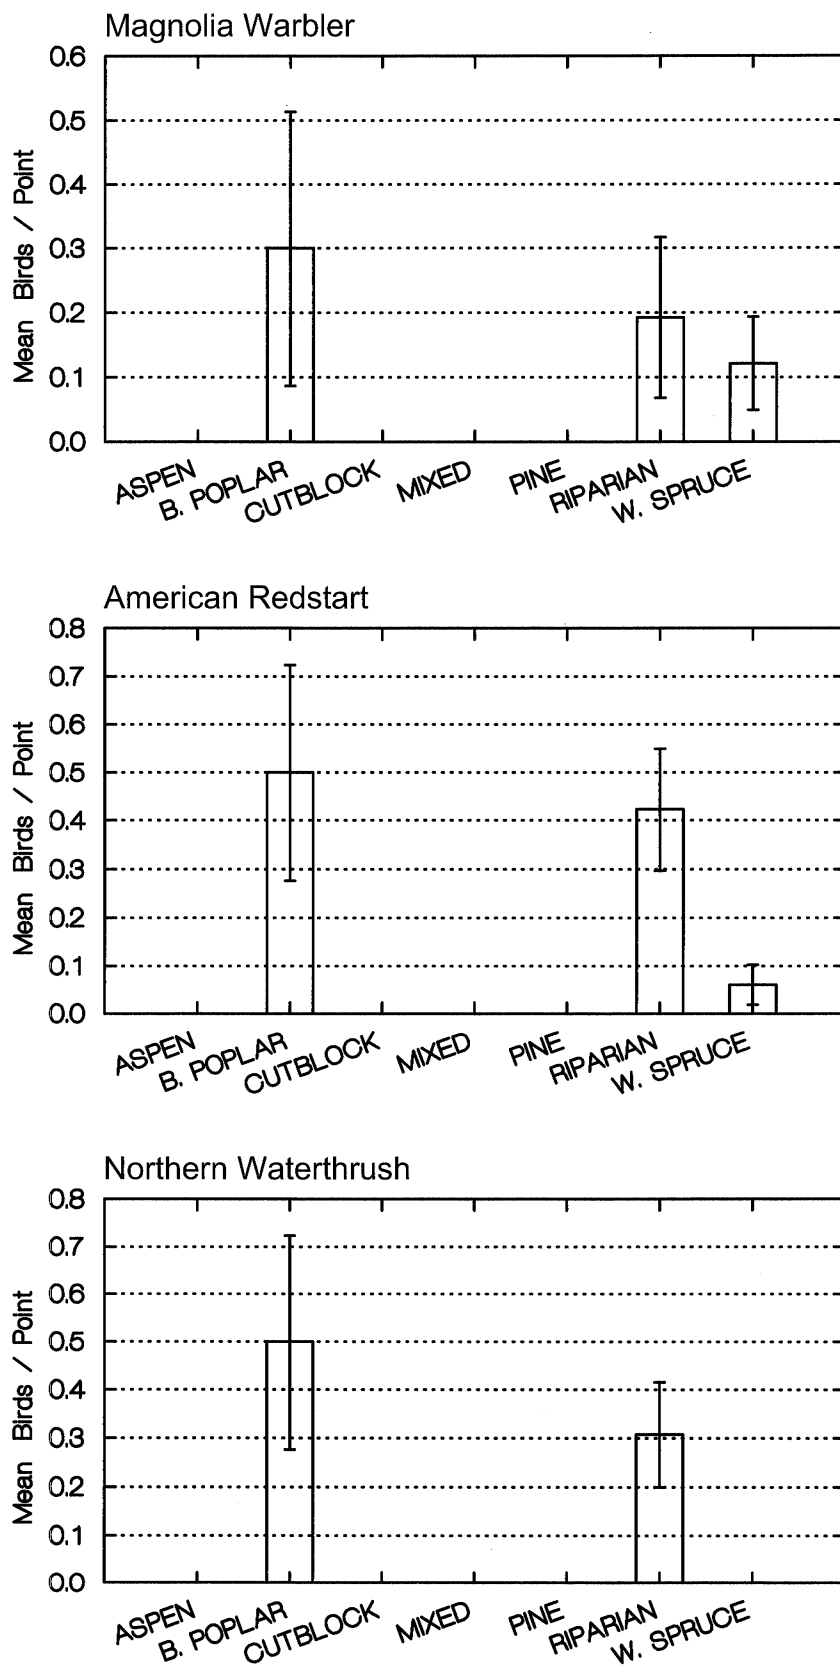 Magnolia Warbler
0.6
0.5
0.4
0.3
0.2
0.1
0.0
Mean Birds / Point
ASPEN
B. POPLAR
CUTBLOCK
MIXED
PINE
RIPARIAN
W. SPRUCE
American Redstart
0.8
0.7
0.6
0.5
0.4
0.3
0.2
0.1
0.0
Mean Birds / Point
ASPEN
B. POPLAR
CUTBLOCK
MIXED
PINE
RIPARIAN
W. SPRUCE
Northern Waterthrush
0.8
0.7
0.6
0.5
0.4
0.3
0.2
0.1
0.0
Mean Birds / Point
ASPEN
B. POPLAR
CUTBLOCK
MIXED
PINE
RIPARIAN
W. SPRUCE